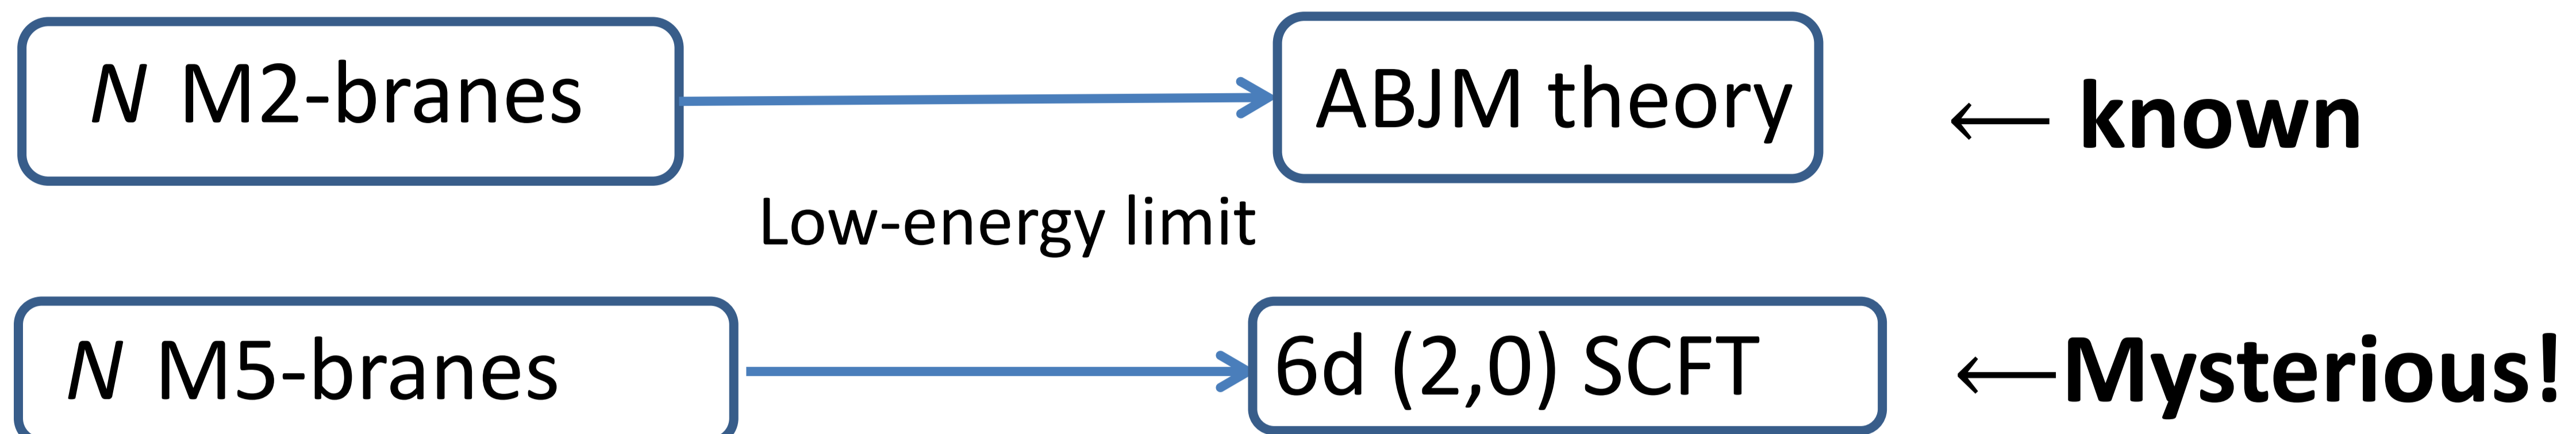 N M2-branes
ABJM theory
← known
Low-energy limit
N M5-branes
6d (2,0) SCFT
← Mysterious!